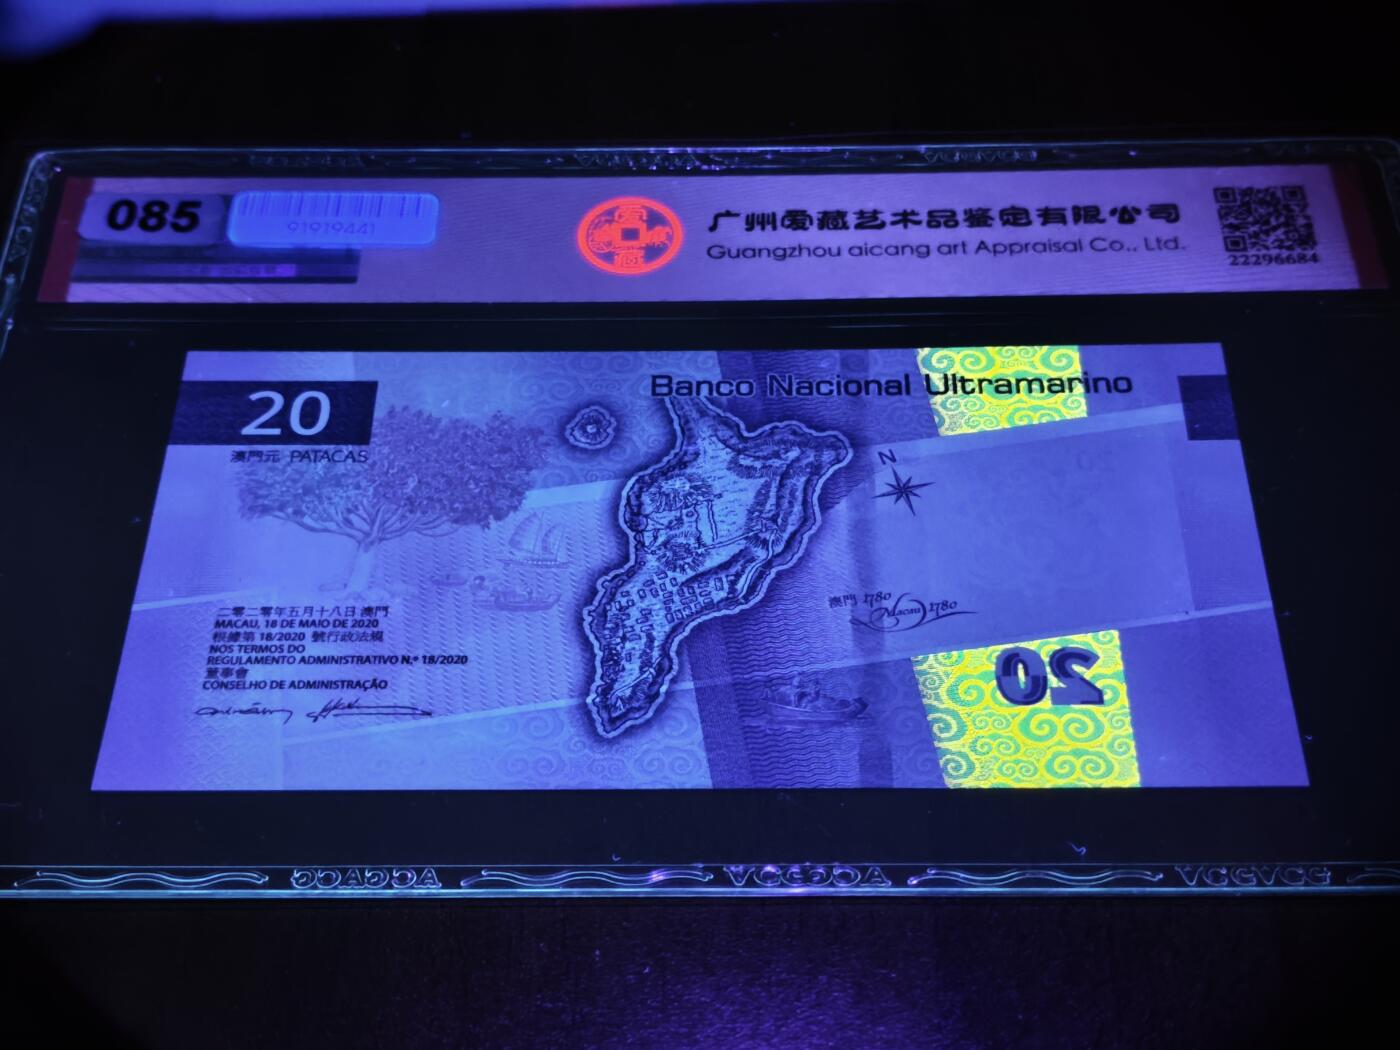 085
91919441
广州爱藏艺术品鉴定有限公司
Guangzhou aicang art Appraisal Co., Ltd.
22296684
20
澳門元 PATACAS
Banco Nacional Ultramarino
N
二零二零年五月十八日 澳門
MACAU, 18 DE MAIO DE 2020
根據第 18/2020 號行政法規
NOS TERMOS DO
REGULAMENTO ADMINISTRATIVO N.º 18/2020
董事會
CONSELHO DE ADMINISTRAÇÃO
澳門 1780 Macau 1780
20